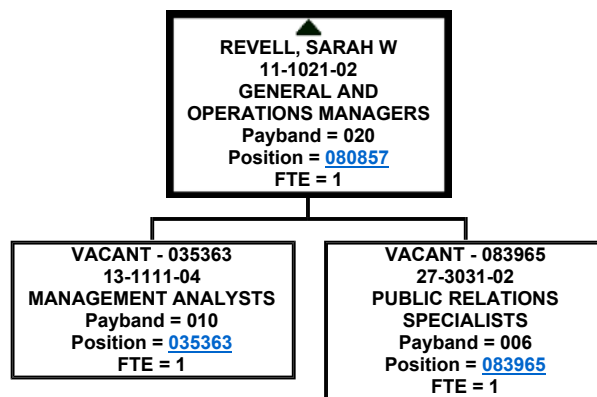 REVELL, SARAH W
11-1021-02
GENERAL AND
OPERATIONS MANAGERS
Payband = 020
Position = 080857
FTE = 1
VACANT - 035363
13-1111-04
MANAGEMENT ANALYSTS
Payband = 010
Position = 035363
FTE = 1
VACANT - 083965
27-3031-02
PUBLIC RELATIONS
SPECIALISTS
Payband = 006
Position = 083965
FTE = 1